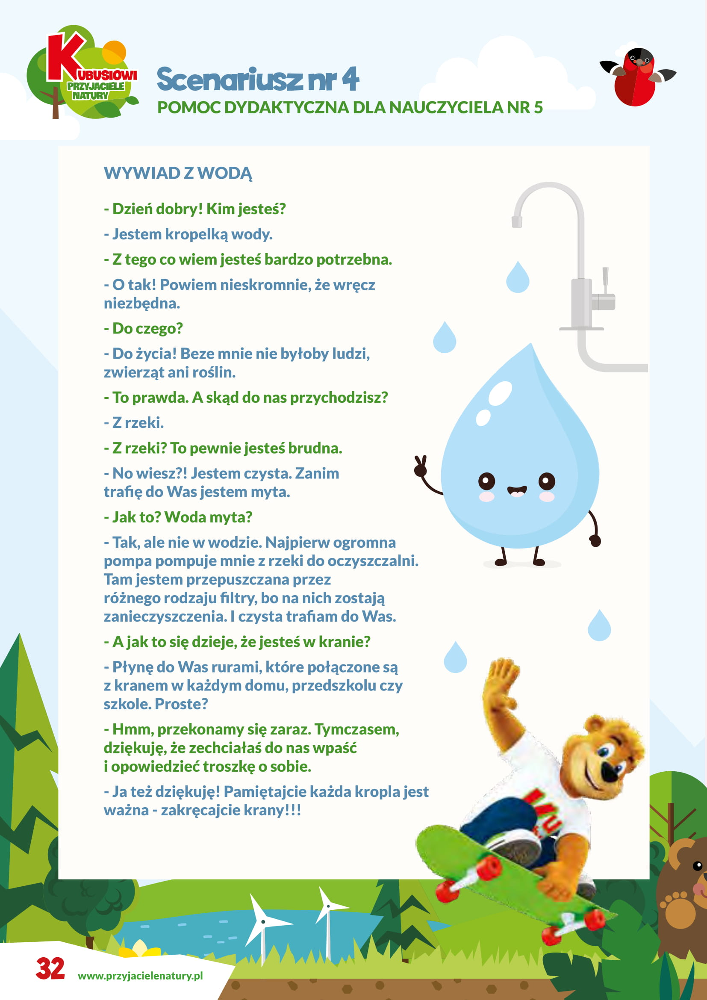 KUBUSIOWI
PRZYJACIELE
NATURY
Scenariusz nr 4
POMOC DYDAKTYCZNA DLA NAUCZYCIELA NR 5
WYWIAD Z WODĄ
- Dzień dobry! Kim jesteś?
- Jestem kropelką wody.
- Z tego co wiem jesteś bardzo potrzebna.
- O tak! Powiem nieskromnie, że wręcz
niezbędna.
- Do czego?
- Do życia! Beze mnie nie byłoby ludzi,
zwierząt ani roślin.
- To prawda. A skąd do nas przychodzisz?
- Z rzeki.
- Z rzeki? To pewnie jesteś brudna.
- No wiesz?! Jestem czysta. Zanim
trafię do Was jestem myta.
- Jak to? Woda myta?
- Tak, ale nie w wodzie. Najpierw ogromna
pompa pompuje mnie z rzeki do oczyszczalni.
Tam jestem przepuszczana przez
różnego rodzaju filtry, bo na nich zostają
zanieczyszczenia. I czysta trafiam do Was.
- A jak to się dzieje, że jesteś w kranie?
- Płynę do Was rurami, które połączone są
z kranem w każdym domu, przedszkolu czy
szkole. Proste?
- Hmm, przekonamy się zaraz. Tymczasem,
dziękuję, że zechciałaś do nas wpaść
i opowiedzieć troszkę o sobie.
- Ja też dziękuję! Pamiętajcie każda kropla jest
ważna - zakręcajcie krany!!!
32
www.przyjacielenatury.pl